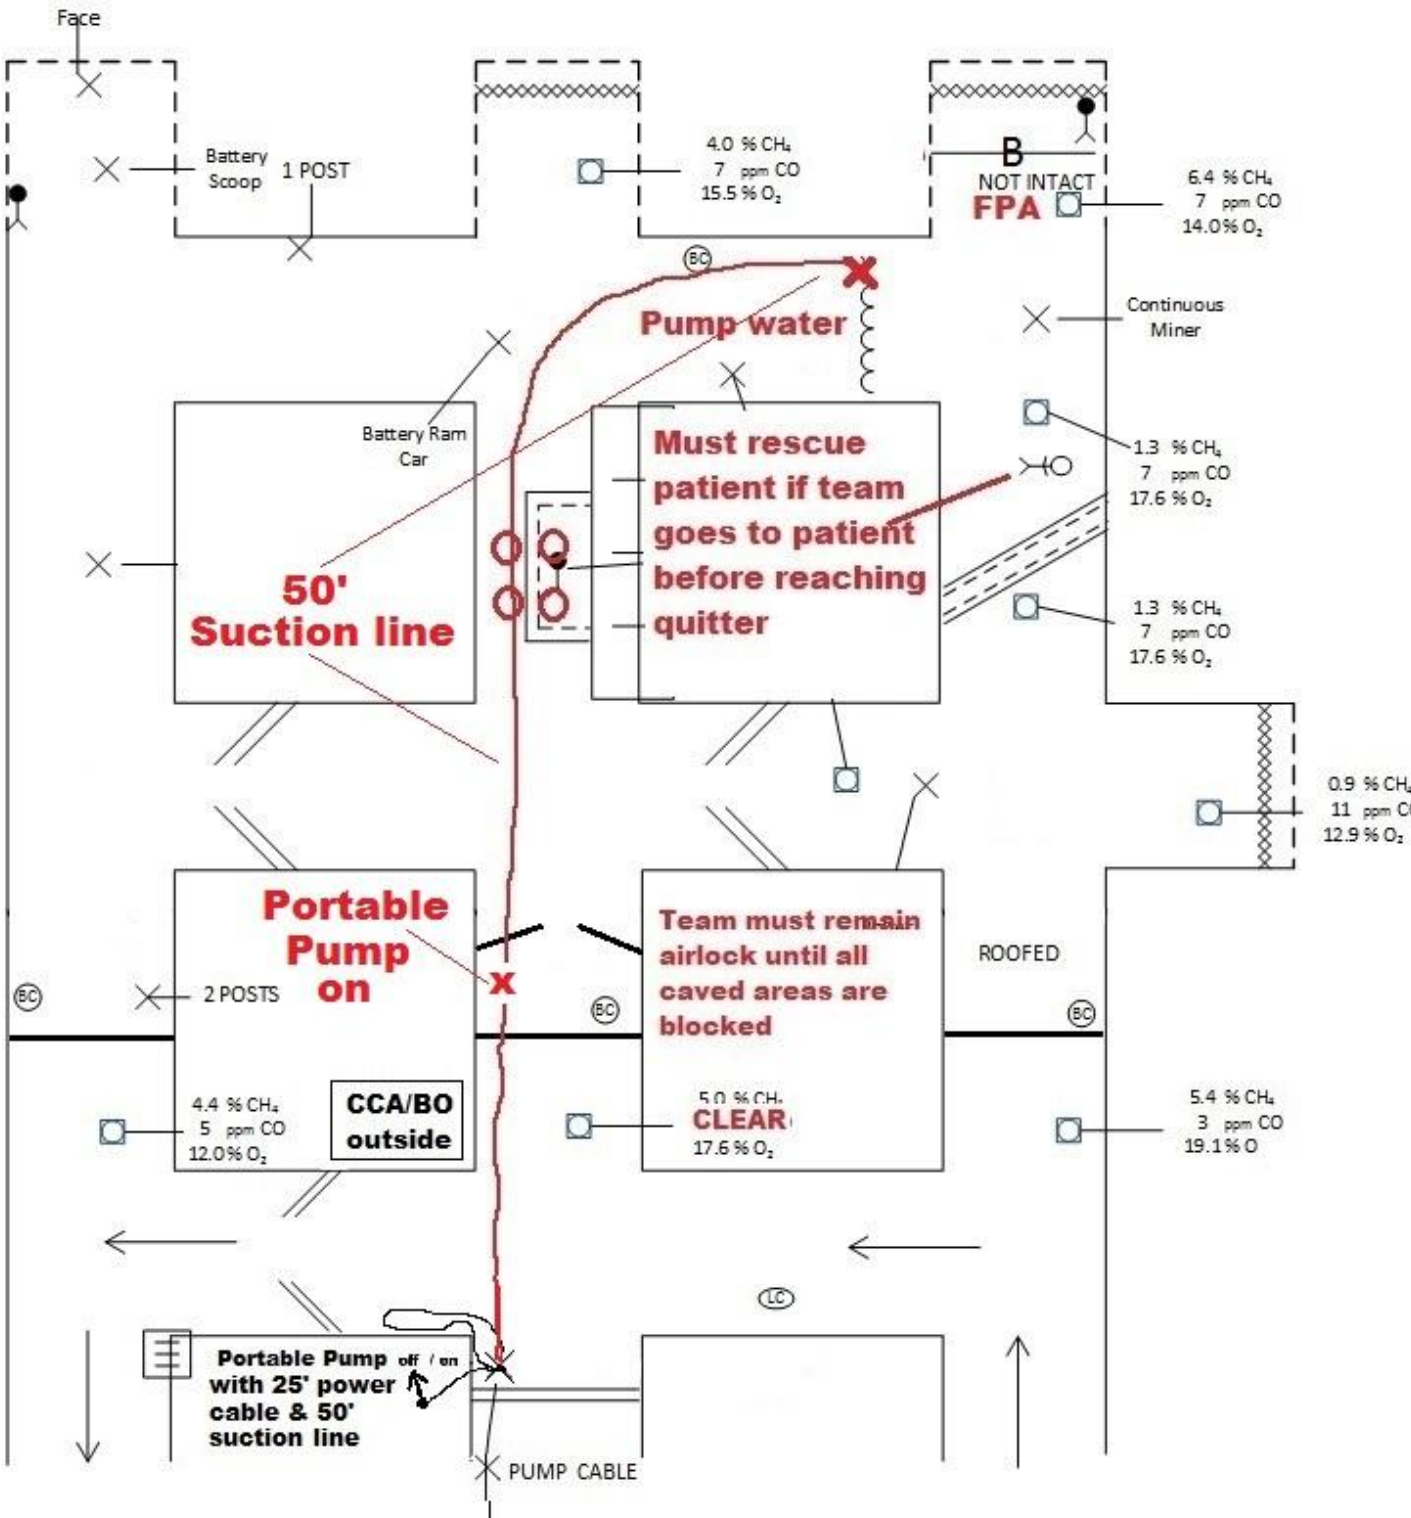 Face
Battery
Scoop
1 POST
4.0 % CH₄
7 ppm CO
15.5 % O₂
B
NOT INTACT
FPA
6.4 % CH₄
7 ppm CO
14.0% O₂
BC
Pump water
Continuous
Miner
Battery Ram
Car
Must rescue
patient if team
goes to patient
before reaching
quitter
1.3 % CH₄
7 ppm CO
17.6 % O₂
50'
Suction line
1.3 % CH₄
7 ppm CO
17.6 % O₂
0.9 % CH₄
11 ppm C
12.9% O₂
Portable
Pump
on
Team must remain
airlock until all
caved areas are
blocked
ROOFED
BC
2 POSTS
BC
BC
4.4 % CH₄
5 ppm CO
12.0% O₂
CCA/BO
outside
5.0 % CH₄
CLEAR
17.6 % O₂
5.4 % CH₄
3 ppm CO
19.1% O
LC
Portable Pump off / on
with 25' power
cable & 50'
suction line
PUMP CABLE